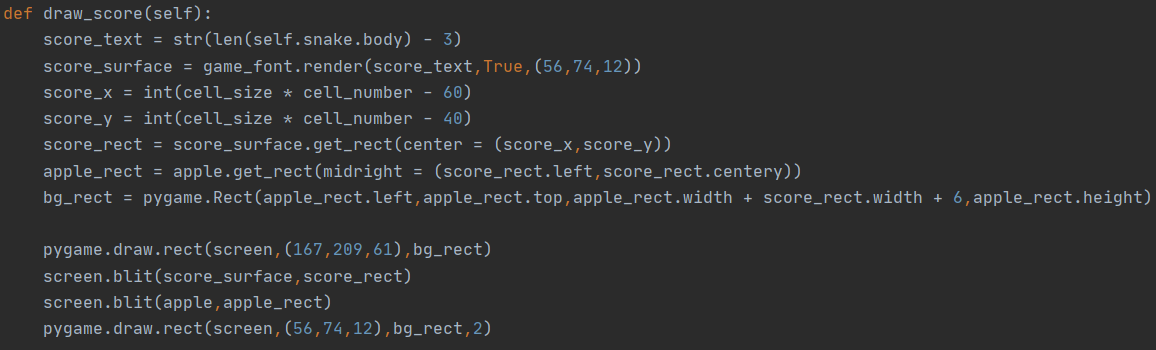 def draw_score(self):
    score_text = str(len(self.snake.body) - 3)
    score_surface = game_font.render(score_text,True,(56,74,12))
    score_x = int(cell_size * cell_number - 60)
    score_y = int(cell_size * cell_number - 40)
    score_rect = score_surface.get_rect(center = (score_x,score_y))
    apple_rect = apple.get_rect(midright = (score_rect.left,score_rect.centery))
    bg_rect = pygame.Rect(apple_rect.left,apple_rect.top,apple_rect.width + score_rect.width + 6,apple_rect.height)

    pygame.draw.rect(screen,(167,209,61),bg_rect)
    screen.blit(score_surface,score_rect)
    screen.blit(apple,apple_rect)
    pygame.draw.rect(screen,(56,74,12),bg_rect,2)